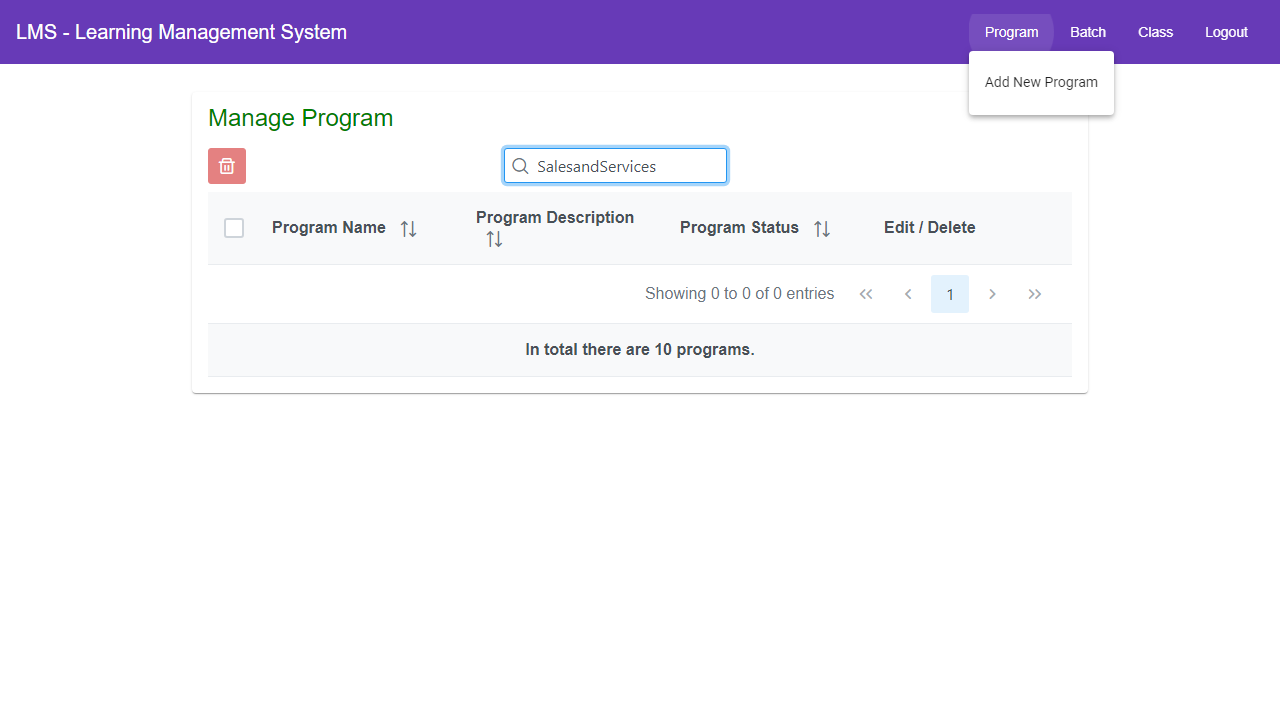 LMS - Learning Management System
Program
Batch
Class
Logout
Add New Program
Manage Program
SalesandServices
Program Name
Program Description
Program Status
Edit / Delete
Showing 0 to 0 of 0 entries
1
In total there are 10 programs.